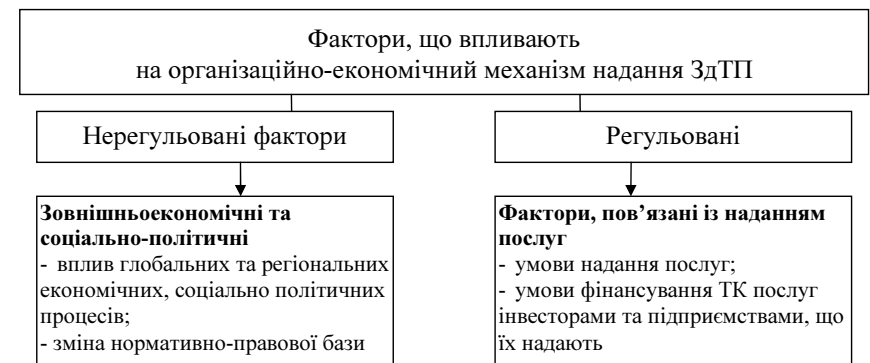 Фактори, що впливають
на організаційно-економічний механізм надання ЗдТП
Нерегульовані фактори
Регульовані
Зовнішньоекономічні та
соціально-політичні
- вплив глобальних та регіональних
економічних, соціально політичних
процесів;
- зміна нормативно-правової бази
Фактори, пов’язані із наданням
послуг
- умови надання послуг;
- умови фінансування ТК послуг
інвесторами та підприємствами, що
їх надають